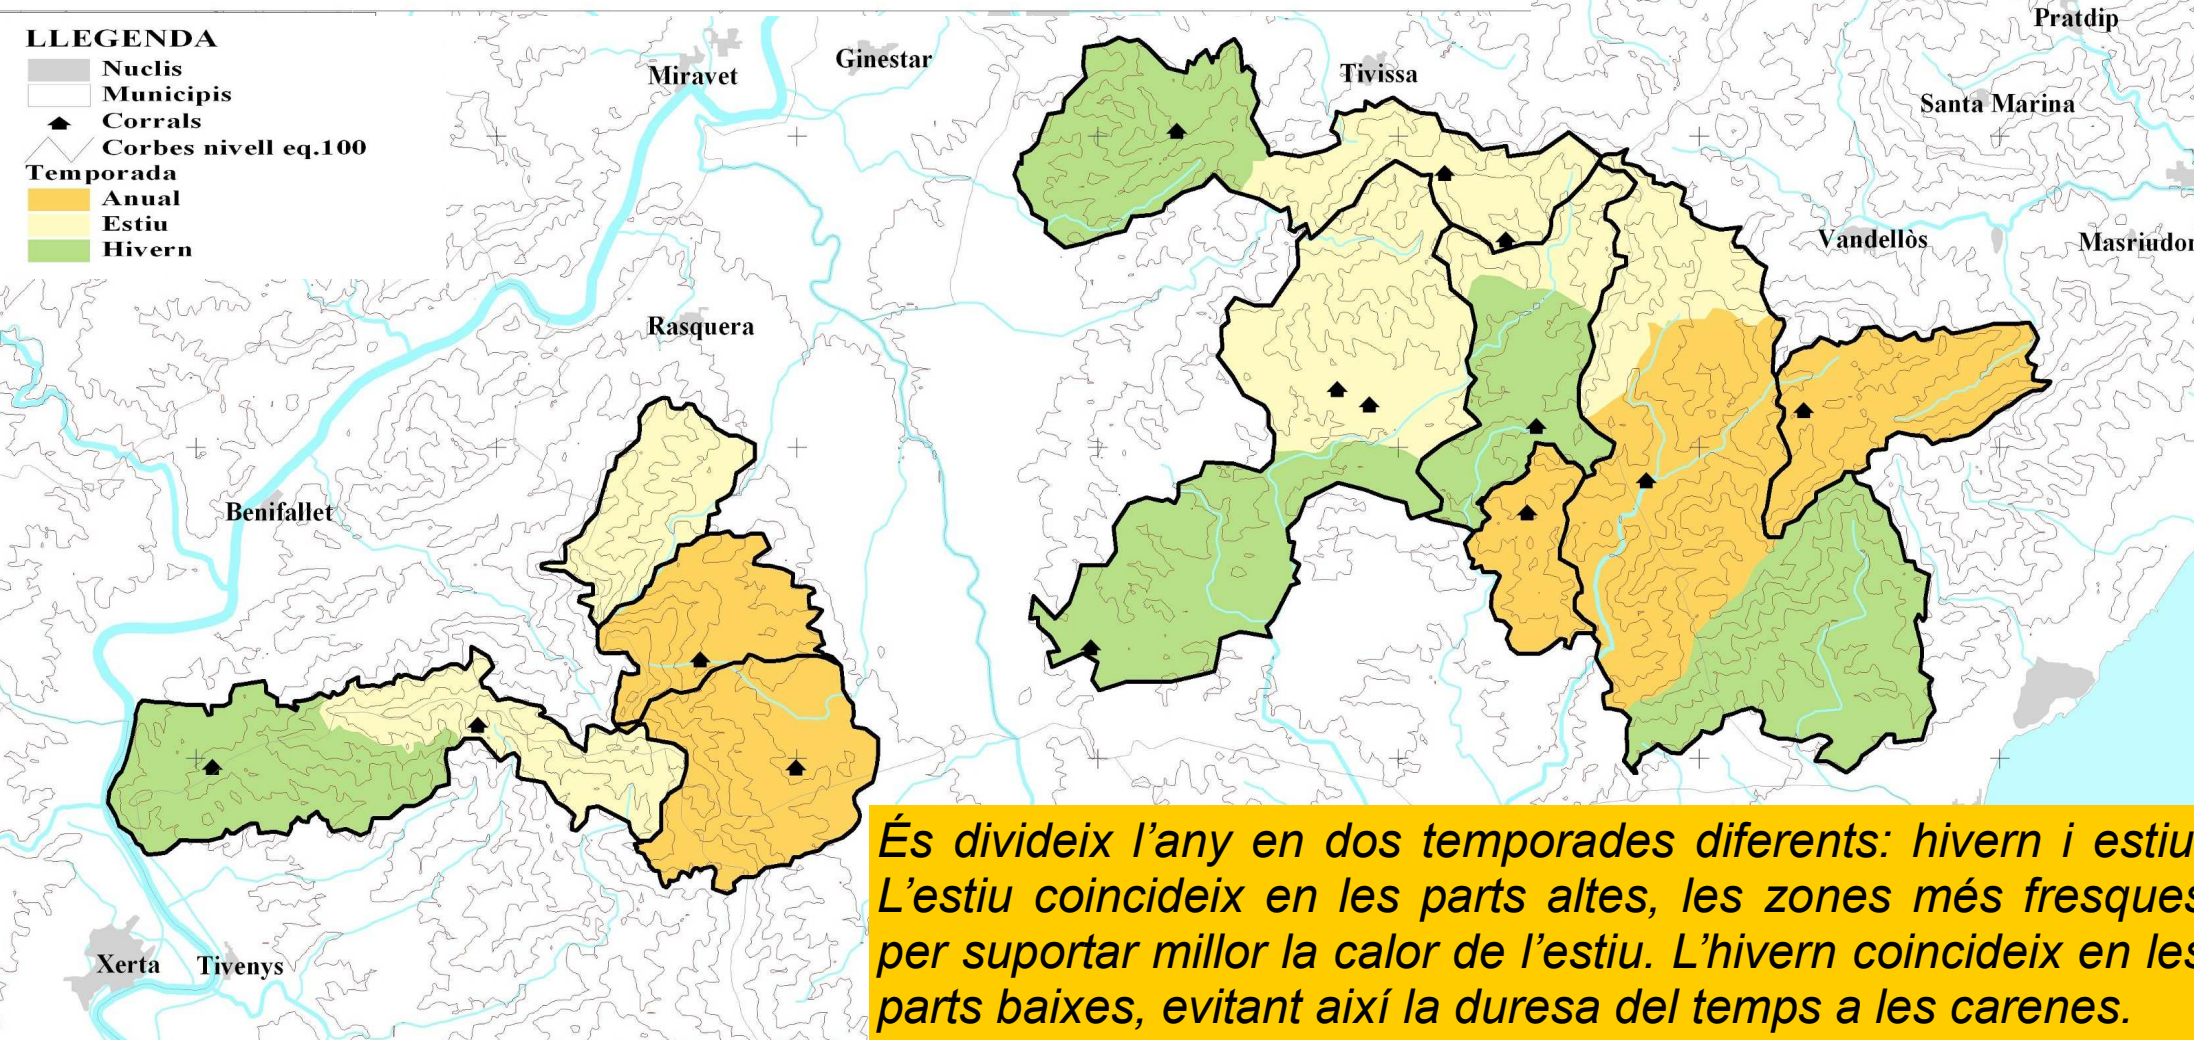 LLEGENDA
Nuclis
Municipis
Corrals
Corbes nivell eq.100
Temporada
Anual
Estiu
Hivern
Pratdip
Ginestar
Miravet
Tivissa
Santa Marina
Vandellòs
Masriudon
Rasquera
Benifallet
Xerta
Tivenys
És divideix l'any en dos temporades diferents: hivern i estiu
L'estiu coincideix en les parts altes, les zones més fresques
per suportar millor la calor de l'estiu. L'hivern coincideix en les
parts baixes, evitant així la duresa del temps a les carenes.